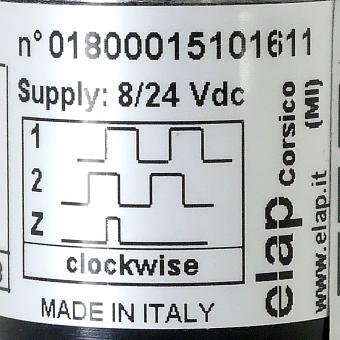 n° 01800015101611
Supply: 8/24 Vdc
1
2
Z
clockwise
MADE IN ITALY
elap Corsico (MI)
www.elap.it